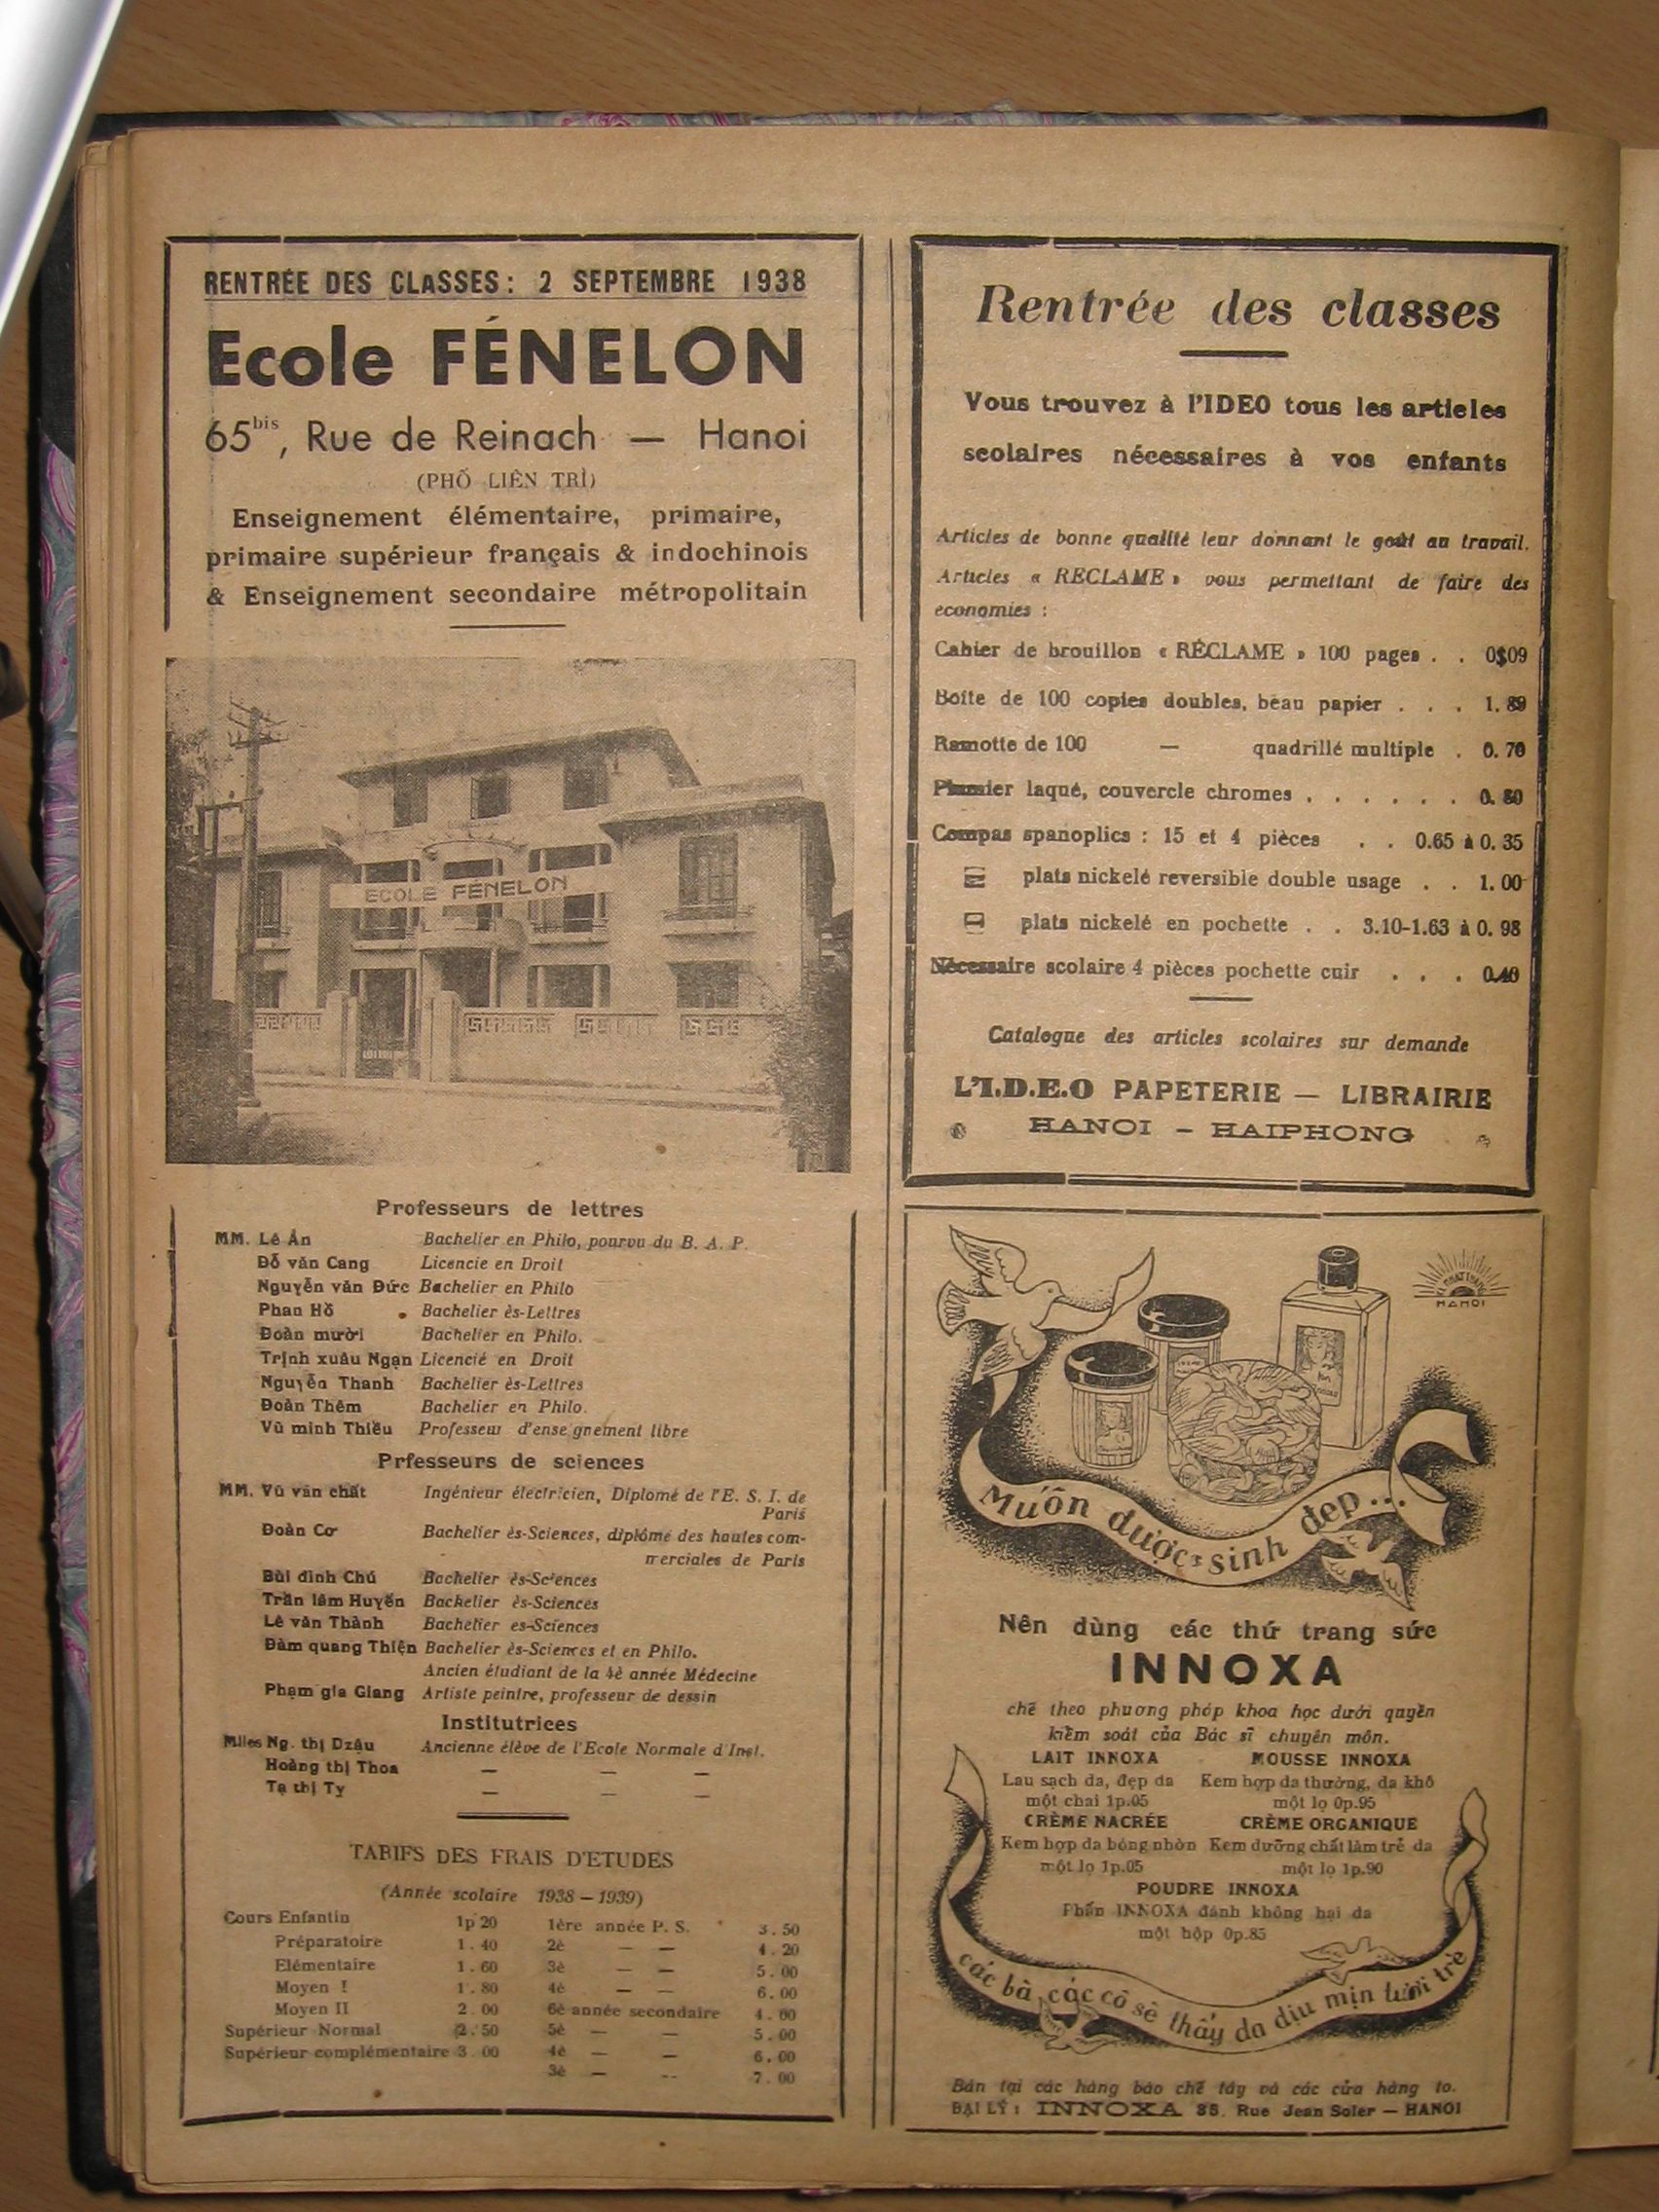 RENTRÉE DES CLASSES: 2 SEPTEMBRE 1938
Ecole FÉNELON
65bis, Rue de Reinach — Hanoi
(PHỐ LIÊN TRÌ)
Enseignement élémentaire, primaire,
primaire supérieur français & indochinois
& Enseignement secondaire métropolitain
ECOLE FÉNELON
Professeurs de lettres
MM. Lê Ân Bachelier en Philo, pourvu du B. A. P.
Đỗ văn Cang Licencie en Droit
Nguyễn văn Đức Bachelier en Philo
Phan Hồ Bachelier ès-Lettres
Đoàn mười Bachelier en Philo.
Trịnh xuâu Ngạn Licencié en Droit
Nguyễn Thanh Bachelier ès-Lettres
Đoàn Thêm Bachelier en Philo.
Vũ minh Thiều Professeur d'enseignement libre
Prfesseurs de sciences
MM. Vũ văn chất Ingénieur électricien, Diplomé de l'E. S. I. de
Paris
Đoàn Cơ Bachelier ès-Sciences, diplômé des hautes com-
merciales de Paris
Bùi đình Chú Bachelier ès-Sciences
Trần lâm Huyến Bachelier ès-Sciences
Lê văn Thành Bachelier es-Sciences
Đàm quang Thiện Bachelier ès-Sciences et en Philo.
Ancien étudiant de la 4è année Médecine
Phạm gia Giang Artiste peintre, professeur de dessin
Institutrices
Mlles Ng. thị Dzậu Ancienne élève de l'Ecole Normale d'Inst.
Hoàng thị Thoa — — —
Tạ thị Ty — — —
TARIFS DES FRAIS D'ETUDES
(Année scolaire 1938 – 1939)
Cours Enfantin 1p20 1ère année P. S. 3.50
Préparatoire 1.40 2è — — 4.20
Elémentaire 1.60 3è — — 5.00
Moyen I 1.80 4è — — 6.00
Moyen II 2.00 6è année secondaire 4.80
Supérieur Normal 2.50 5è — — 5.00
Supérieur complémentaire 3.00 4è — — 6.00
3è — -- 7.00
Rentrée des classes
Vous trouvez à l'IDEO tous les articles
scolaires nécessaires à vos enfants
Articles de bonne qualité leur donnant le goût au travail.
Articles « RECLAME » vous permettant de faire des
economies :
Cahier de brouillon « RÉCLAME » 100 pages . . 0$09
Boîte de 100 copies doubles, beau papier . . . 1.89
Ramotte de 100 — quadrillé multiple . 0.70
Plumier laqué, couvercle chromes . . . . . . . 0.80
Compas spanoplics : 15 et 4 pièces . . 0.65 à 0.35
plats nickelé reversible double usage . . 1.00
plats nickelé en pochette . . 3.10-1.63 à 0.98
Nécessaire scolaire 4 pièces pochette cuir . . . 0.40
Catalogue des articles scolaires sur demande
L'I.D.E.O PAPETERIE — LIBRAIRIE
HANOI - HAIPHONG
HANOI
Muốn được sinh đẹp...
Nên dùng các thứ trang sức
INNOXA
chế theo phương pháp khoa học dưới quyền
kiềm soát của Bác sĩ chuyên môn.
LAIT INNOXA MOUSSE INNOXA
Lau sạch da, đẹp da Kem hợp da thường, da khô
một chai 1p.05 một lọ 0p.95
CRÈME NACRÉE CRÈME ORGANIQUE
Kem hợp da bóng nhờn Kem dưỡng chất làm trẻ da
một lọ 1p.05 một lọ 1p.90
POUDRE INNOXA
Phấn INNOXA đánh không hại da
một hộp 0p.85
các bà các cô sẽ thấy da dịu mịn tươi trẻ
Bán tại các hàng bào chế tây và các cửa hàng to.
ĐẠI LÝ: INNOXA 35, Rue Jean Soler — HANOI